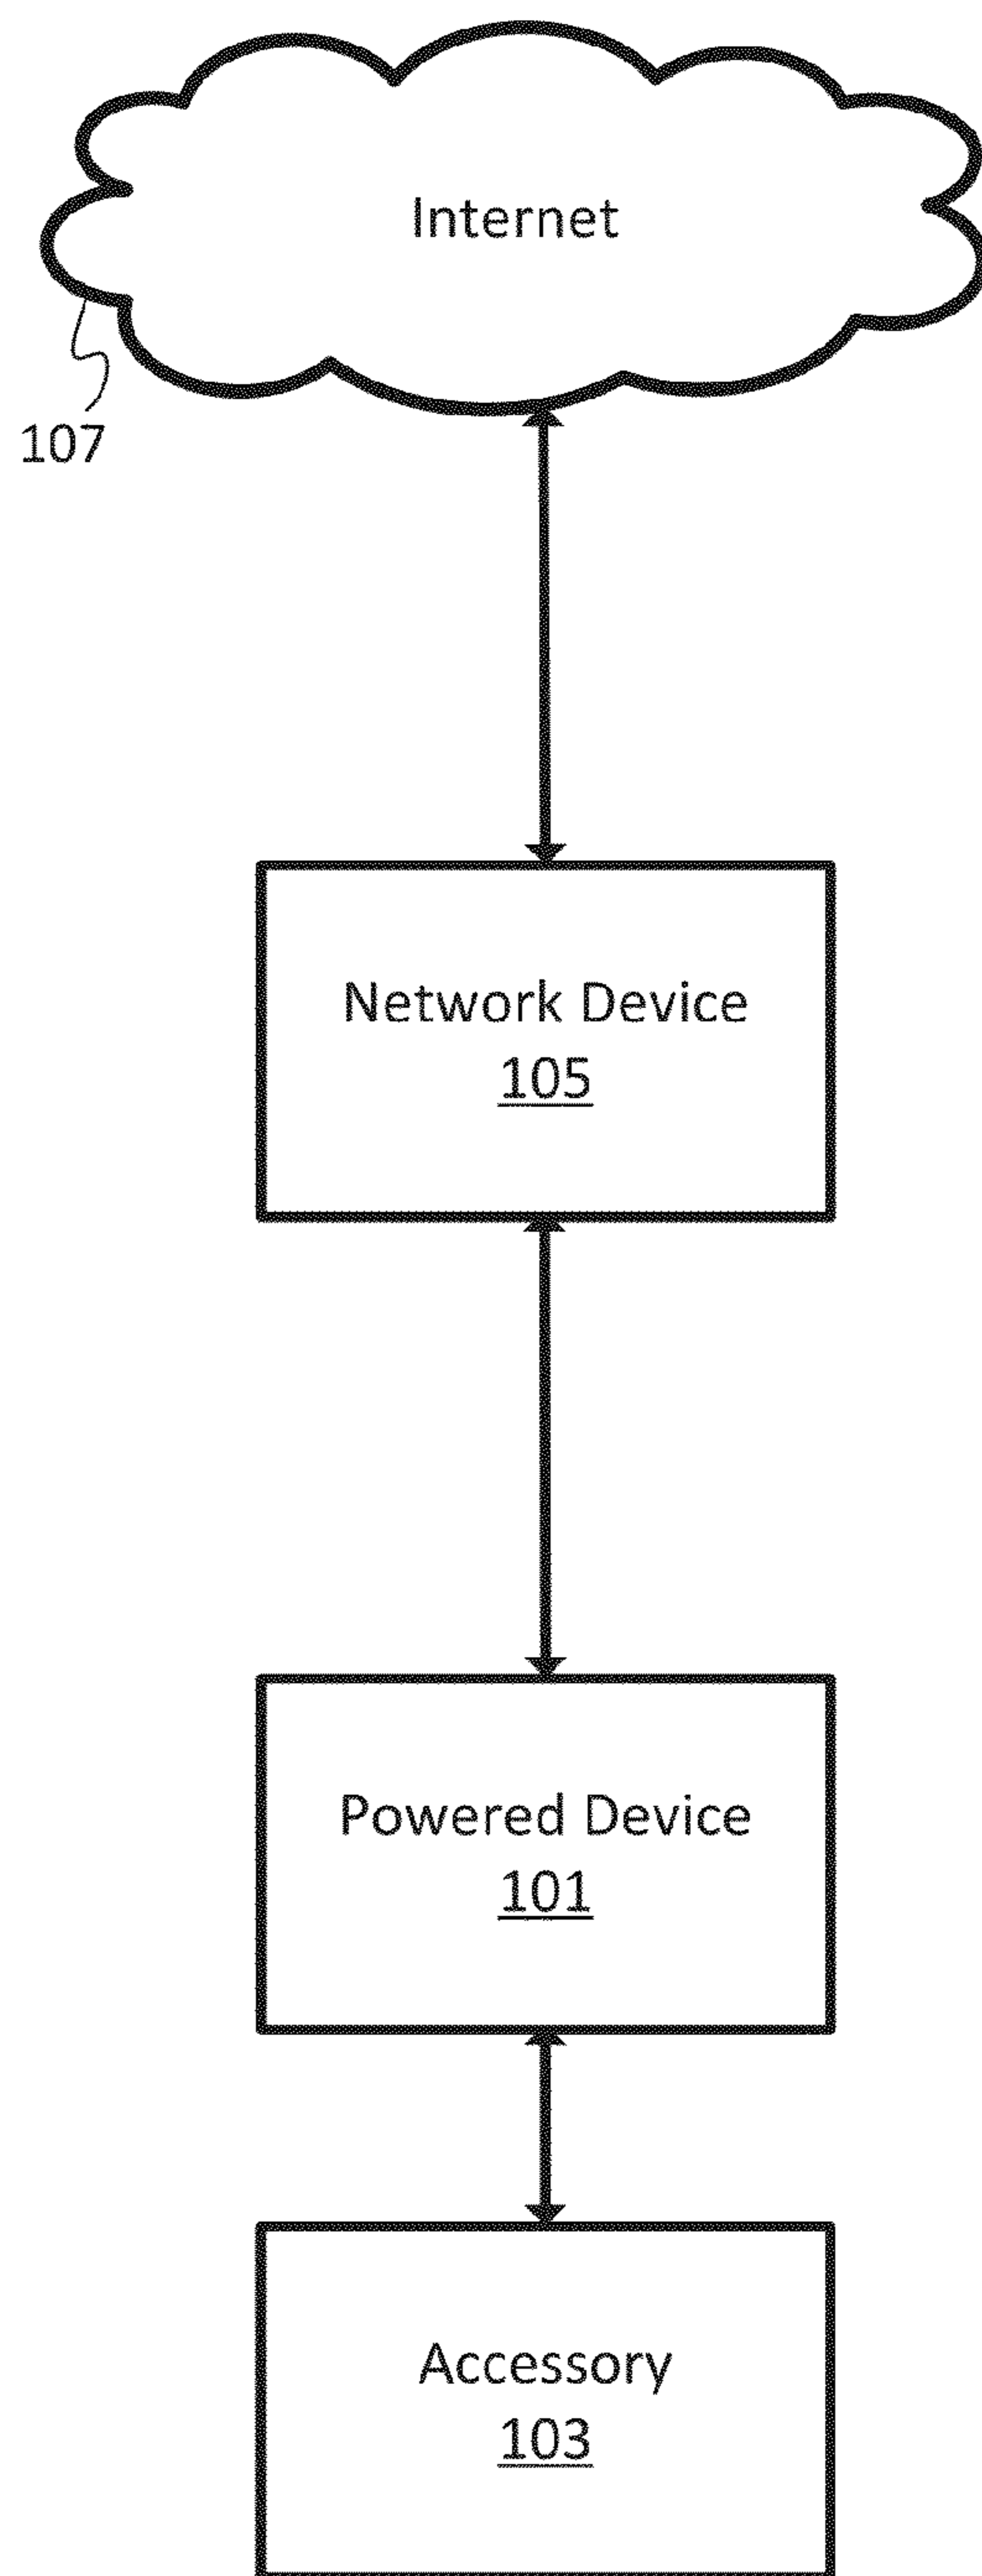 Internet
107
Network Device
105
Powered Device
101
Accessory
103